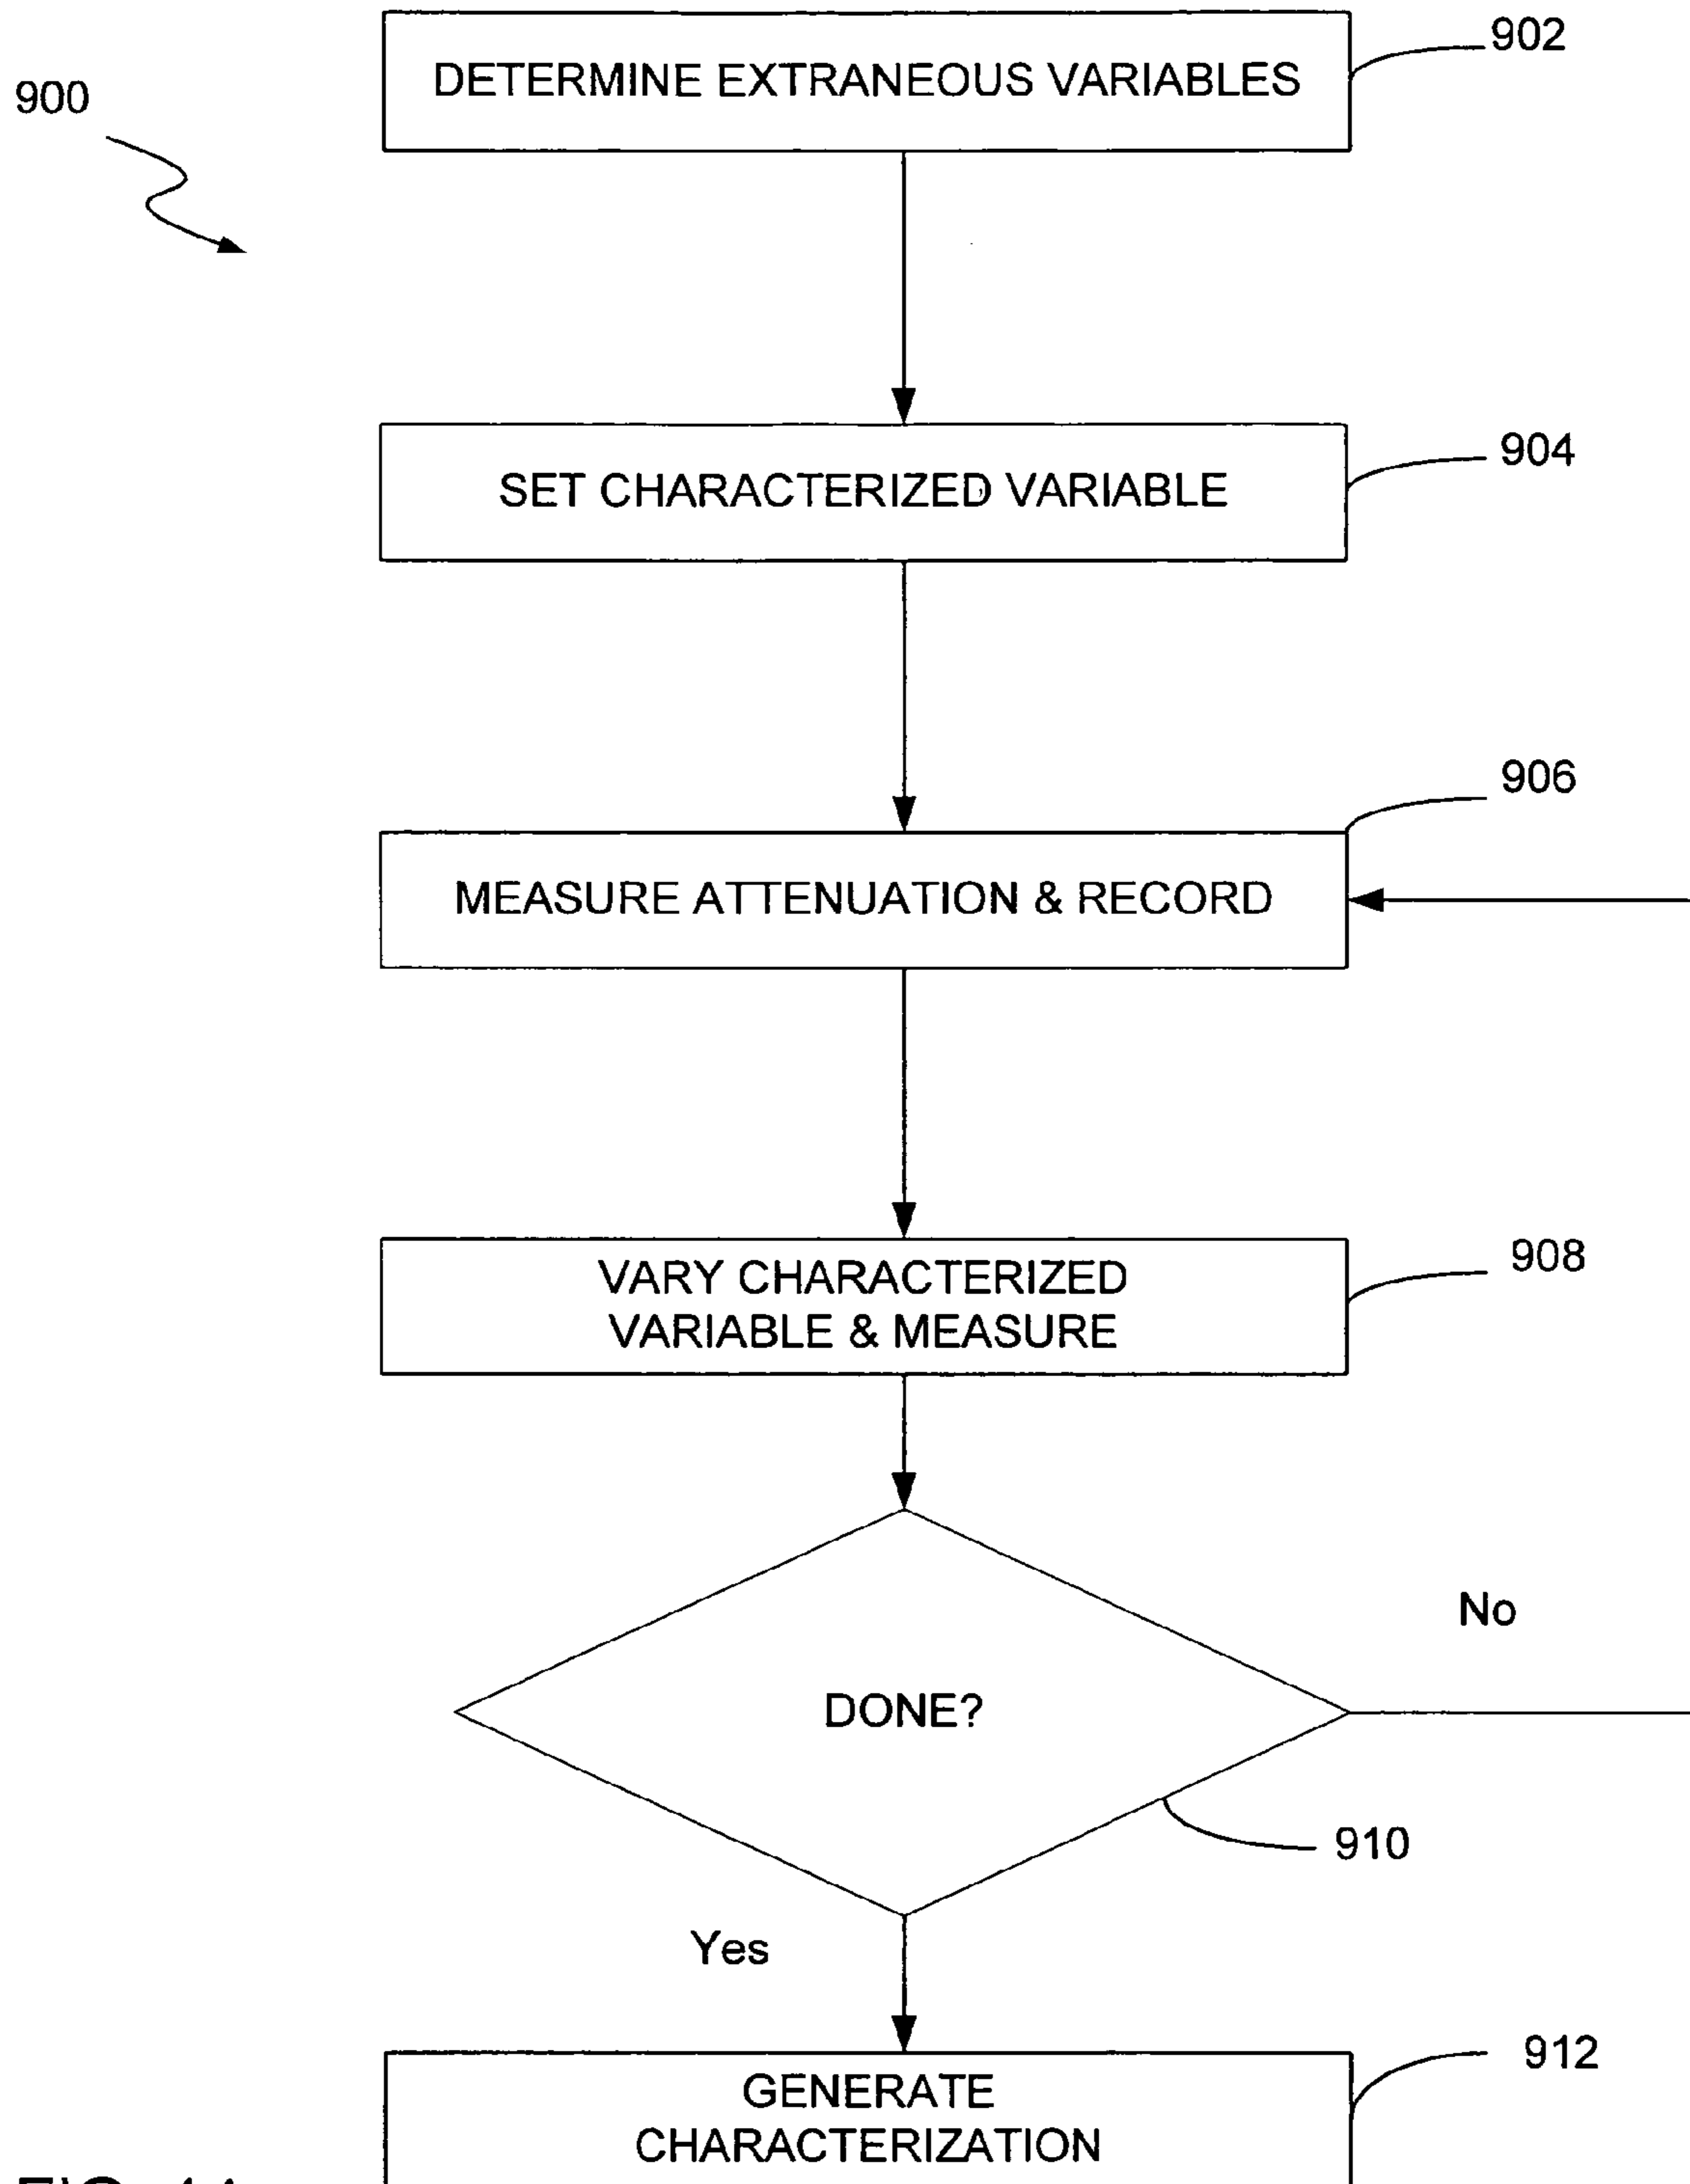 902
DETERMINE EXTRANEOUS VARIABLES
900
904
SET CHARACTERIZED VARIABLE
906
MEASURE ATTENUATION & RECORD
908
VARY CHARACTERIZED
VARIABLE & MEASURE
No
DONE?
910
Yes
912
GENERATE
CHARACTERIZATION